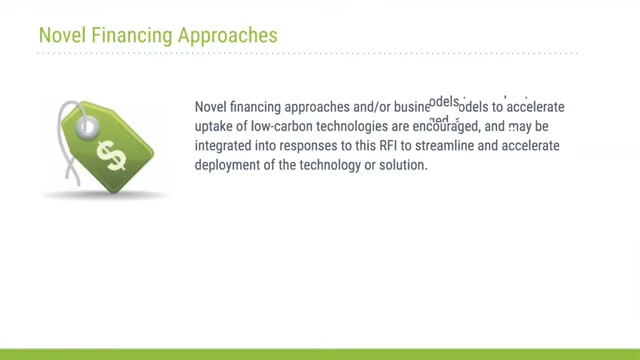 Novel Financing Approaches
$
Novel financing approaches and/or busine odels to accelerate
uptake of low-carbon technologies are encouraged, and may be
integrated into responses to this RFI to streamline and accelerate
deployment of the technology or solution.